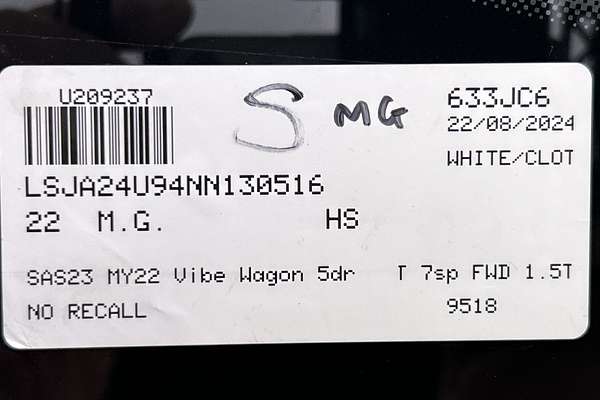 U209237
S MG
633JC6
22/08/2024
WHITE/CLOT
LSJA24U94NN130516
22 M.G. HS
SAS23 MY22 Vibe Wagon 5dr T 7sp FWD 1.5T
NO RECALL 9518